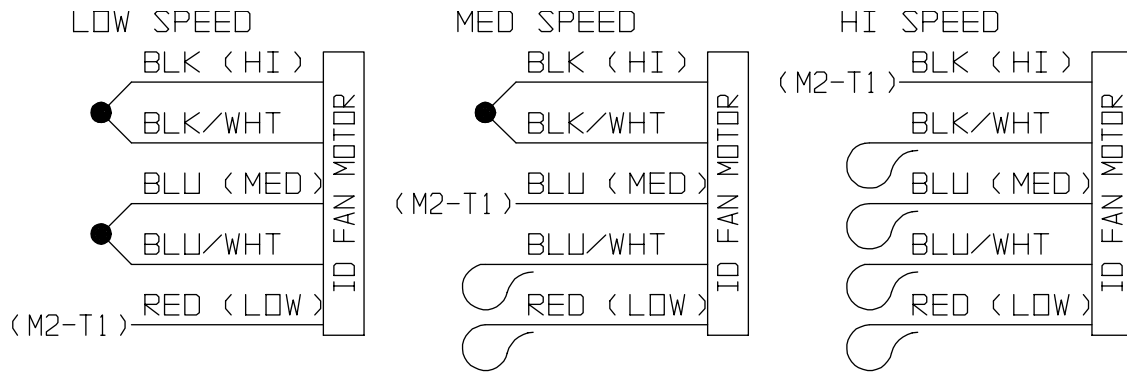 LOW SPEED
BLK (HI)
BLK/WHT
BLU (MED)
BLU/WHT
RED (LOW)
(M2-T1)
ID FAN MOTOR
MED SPEED
BLK (HI)
BLK/WHT
BLU (MED)
(M2-T1)
BLU/WHT
RED (LOW)
ID FAN MOTOR
HI SPEED
BLK (HI)
(M2-T1)
BLK/WHT
BLU (MED)
BLU/WHT
RED (LOW)
ID FAN MOTOR